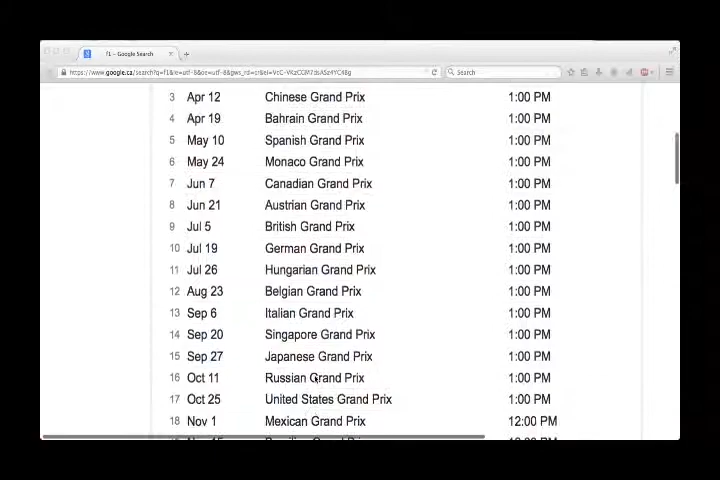 f1 - Google Search
Search
3 Apr 12 Chinese Grand Prix 1:00 PM
4 Apr 19 Bahrain Grand Prix 1:00 PM
5 May 10 Spanish Grand Prix 1:00 PM
6 May 24 Monaco Grand Prix 1:00 PM
7 Jun 7 Canadian Grand Prix 1:00 PM
8 Jun 21 Austrian Grand Prix 1:00 PM
9 Jul 5 British Grand Prix 1:00 PM
10 Jul 19 German Grand Prix 1:00 PM
11 Jul 26 Hungarian Grand Prix 1:00 PM
12 Aug 23 Belgian Grand Prix 1:00 PM
13 Sep 6 Italian Grand Prix 1:00 PM
14 Sep 20 Singapore Grand Prix 1:00 PM
15 Sep 27 Japanese Grand Prix 1:00 PM
16 Oct 11 Russian Grand Prix 1:00 PM
17 Oct 25 United States Grand Prix 1:00 PM
18 Nov 1 Mexican Grand Prix 12:00 PM